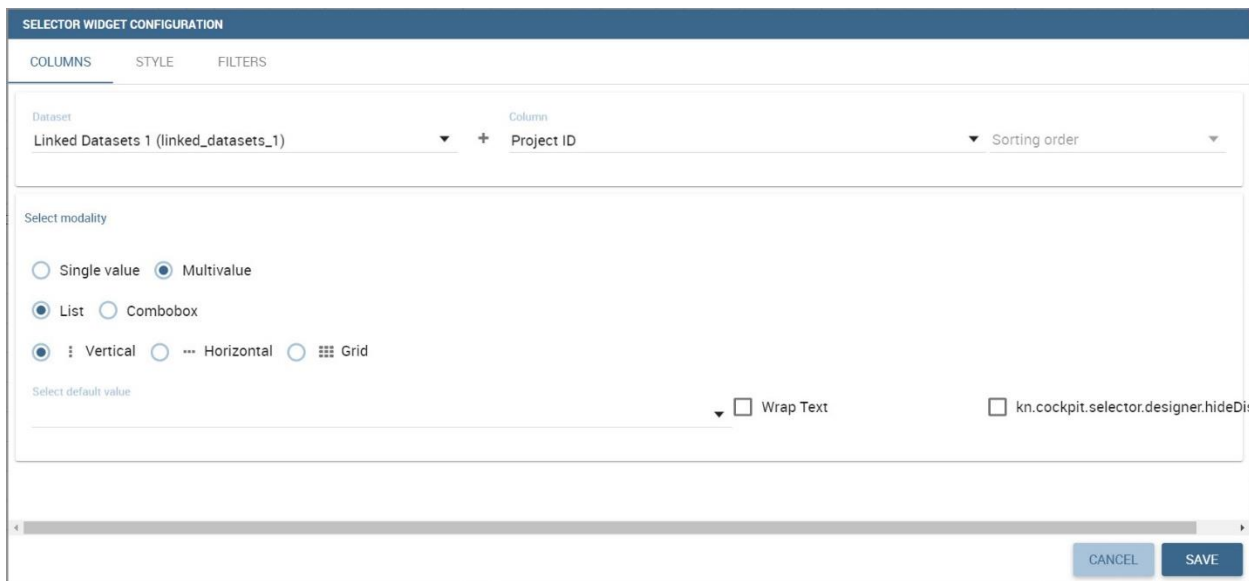 SELECTOR WIDGET CONFIGURATION
COLUMNS STYLE FILTERS
Dataset Column
Linked Datasets 1 (linked_datasets_1) + Project ID Sorting order
Select modality
Single value Multivalue
List Combobox
Vertical Horizontal Grid
Select default value
Wrap Text kn.cockpit.selector.designer.hideDis
CANCEL SAVE